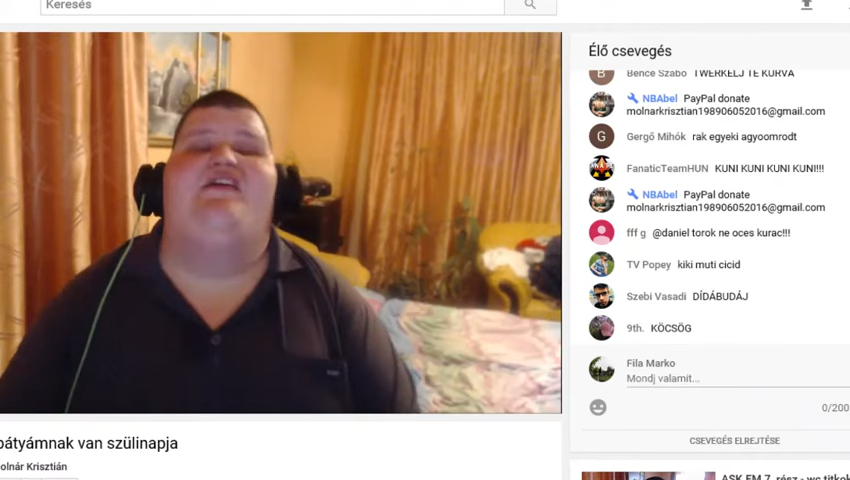 Keresés
Élő csevegés
Bence Szabo TWERKELJ TE KURVA
NBAbel PayPal donate
molnarkrisztian198906052016@gmail.com
G Gergő Mihók rak egyeki agyoomrodt
FanaticTeamHUN KUNI KUNI KUNI KUNI!!!
NBAbel PayPal donate
molnarkrisztian198906052016@gmail.com
fff g @daniel torok ne oces kurac!!!
TV Popey kiki muti cicid
Szebi Vasadi DÍDÁBUDÁJ
9th. KÖCSÖG
Fila Marko
Mondj valamit...
0/200
CSEVEGÉS ELREJTÉSE
bátyámnak van szülinapja
olnár Krisztián
ASK FM 7. rész - wc titkok